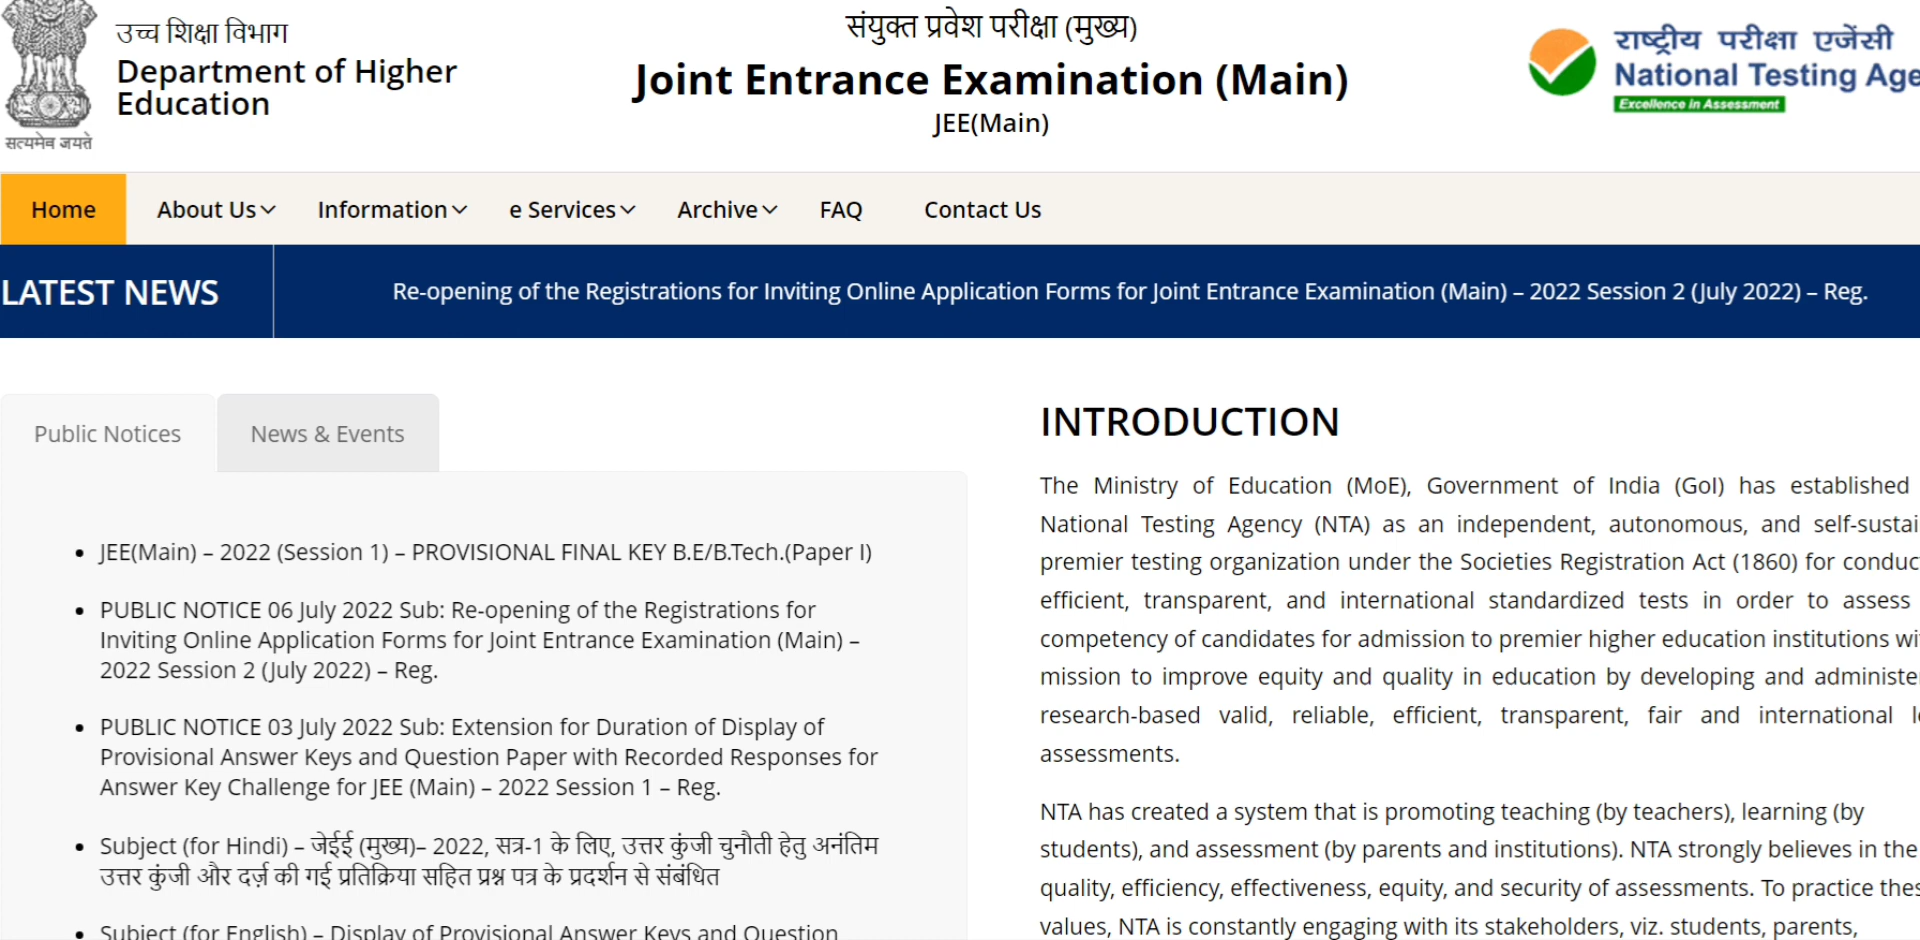 उच्च शिक्षा विभाग
Department of Higher
Education
सत्यमेव जयते
संयुक्त प्रवेश परीक्षा (मुख्य)
Joint Entrance Examination (Main)
JEE(Main)
राष्ट्रीय परीक्षा एजेंसी
National Testing Age
Excellence in Assessment
Home About Us Information e Services Archive FAQ Contact Us
LATEST NEWS
Re-opening of the Registrations for Inviting Online Application Forms for Joint Entrance Examination (Main) – 2022 Session 2 (July 2022) – Reg.
Public Notices News & Events
• JEE(Main) – 2022 (Session 1) – PROVISIONAL FINAL KEY B.E/B.Tech.(Paper I)
• PUBLIC NOTICE 06 July 2022 Sub: Re-opening of the Registrations for
Inviting Online Application Forms for Joint Entrance Examination (Main) –
2022 Session 2 (July 2022) – Reg.
• PUBLIC NOTICE 03 July 2022 Sub: Extension for Duration of Display of
Provisional Answer Keys and Question Paper with Recorded Responses for
Answer Key Challenge for JEE (Main) – 2022 Session 1 – Reg.
• Subject (for Hindi) – जेईई (मुख्य)– 2022, सत्र-1 के लिए, उत्तर कुंजी चुनौती हेतु अनंतिम
उत्तर कुंजी और दर्ज़ की गई प्रतिक्रिया सहित प्रश्न पत्र के प्रदर्शन से संबंधित
• Subject (for English) – Display of Provisional Answer Keys and Question
INTRODUCTION
The Ministry of Education (MoE), Government of India (GoI) has established
National Testing Agency (NTA) as an independent, autonomous, and self-sustai
premier testing organization under the Societies Registration Act (1860) for conduc
efficient, transparent, and international standardized tests in order to assess
competency of candidates for admission to premier higher education institutions wi
mission to improve equity and quality in education by developing and administe
research-based valid, reliable, efficient, transparent, fair and international l
assessments.
NTA has created a system that is promoting teaching (by teachers), learning (by
students), and assessment (by parents and institutions). NTA strongly believes in the
quality, efficiency, effectiveness, equity, and security of assessments. To practice thes
values, NTA is constantly engaging with its stakeholders, viz. students, parents,